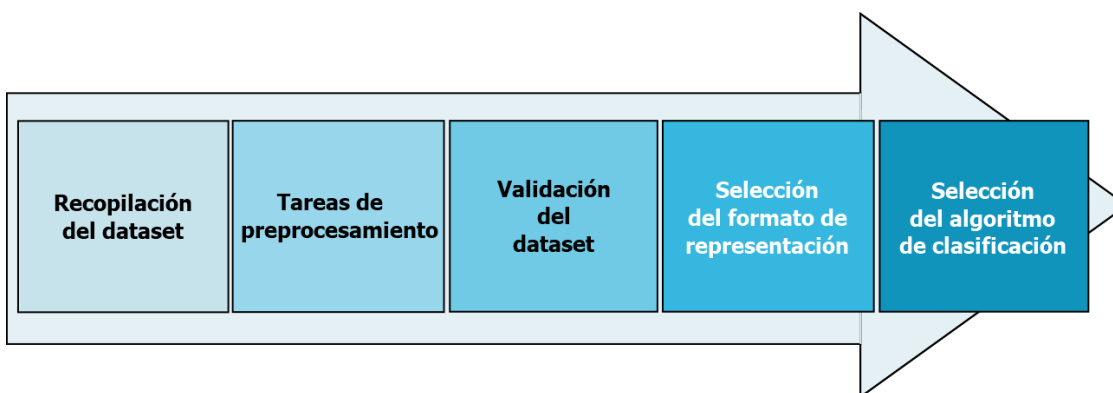 Recopilación
del dataset
Tareas de
preprocesamiento
Validación
del
dataset
Selección
del formato de
representación
Selección
del algoritmo
de clasificación